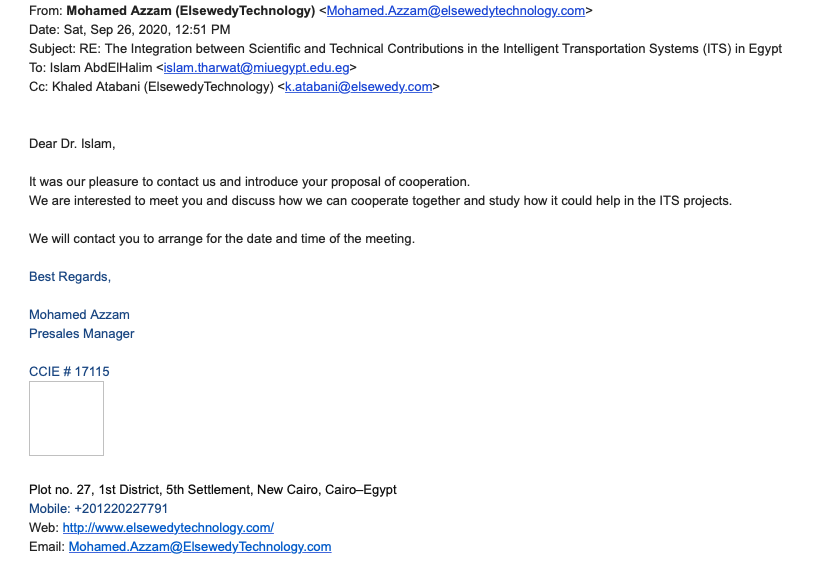 From: Mohamed Azzam (ElsewedyTechnology) <Mohamed.Azzam@elsewedytechnology.com>
Date: Sat, Sep 26, 2020, 12:51 PM
Subject: RE: The Integration between Scientific and Technical Contributions in the Intelligent Transportation Systems (ITS) in Egypt
To: Islam AbdElHalim <islam.tharwat@miuegypt.edu.eg>
Cc: Khaled Atabani (ElsewedyTechnology) <k.atabani@elsewedy.com>
Dear Dr. Islam,
It was our pleasure to contact us and introduce your proposal of cooperation.
We are interested to meet you and discuss how we can cooperate together and study how it could help in the ITS projects.
We will contact you to arrange for the date and time of the meeting.
Best Regards,
Mohamed Azzam
Presales Manager
CCIE # 17115
Plot no. 27, 1st District, 5th Settlement, New Cairo, Cairo–Egypt
Mobile: +201220227791
Web: http://www.elsewedytechnology.com/
Email: Mohamed.Azzam@ElsewedyTechnology.com